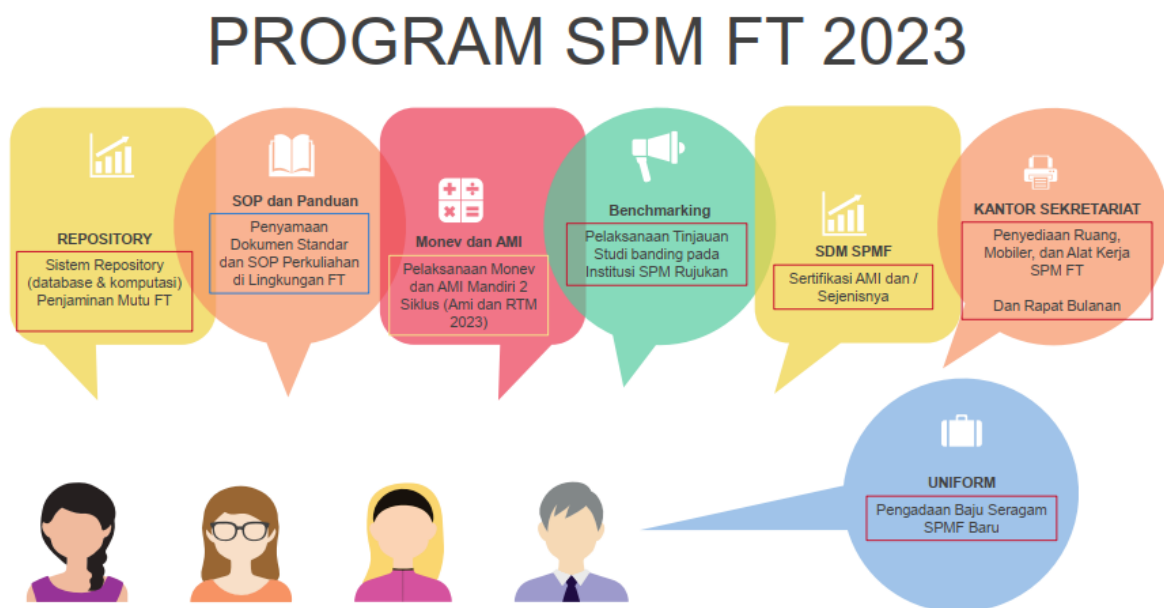 PROGRAM SPM FT 2023
REPOSITORY
Sistem Repository
(database & komputasi)
Penjaminan Mutu FT
SOP dan Panduan
Penyamaan
Dokumen Standar
dan SOP Perkuliahan
di Lingkungan FT
Monev dan AMI
Pelaksanaan Monev
dan AMI Mandiri 2
Siklus (Ami dan RTM
2023)
Benchmarking
Pelaksanaan Tinjauan
Studi banding pada
Institusi SPM Rujukan
SDM SPMF
Sertifikasi AMI dan /
Sejenisnya
KANTOR SEKRETARIAT
Penyediaan Ruang,
Mobiler, dan Alat Kerja
SPM FT
Dan Rapat Bulanan
UNIFORM
Pengadaan Baju Seragam
SPMF Baru